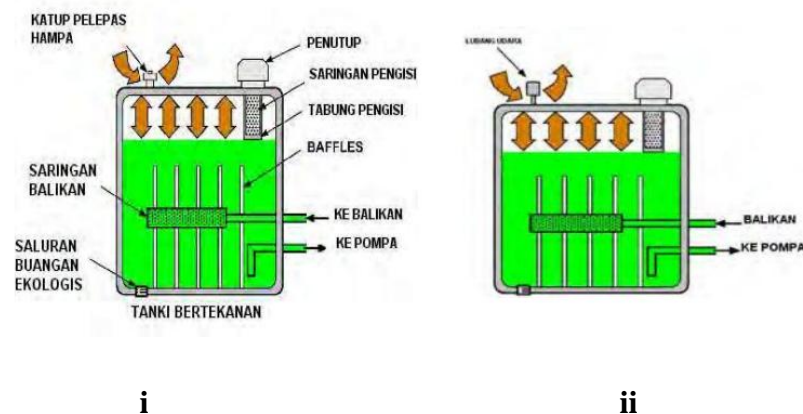 KATUP PELEPAS
HAMPA
PENUTUP
SARINGAN PENGISI
TABUNG PENGISI
BAFFLES
SARINGAN
BALIKAN
KE BALIKAN
KE POMPA
SALURAN
BUANGAN
EKOLOGIS
TANKI BERTEKANAN
i
LUBANG UDARA
BALIKAN
KE POMPA
ii